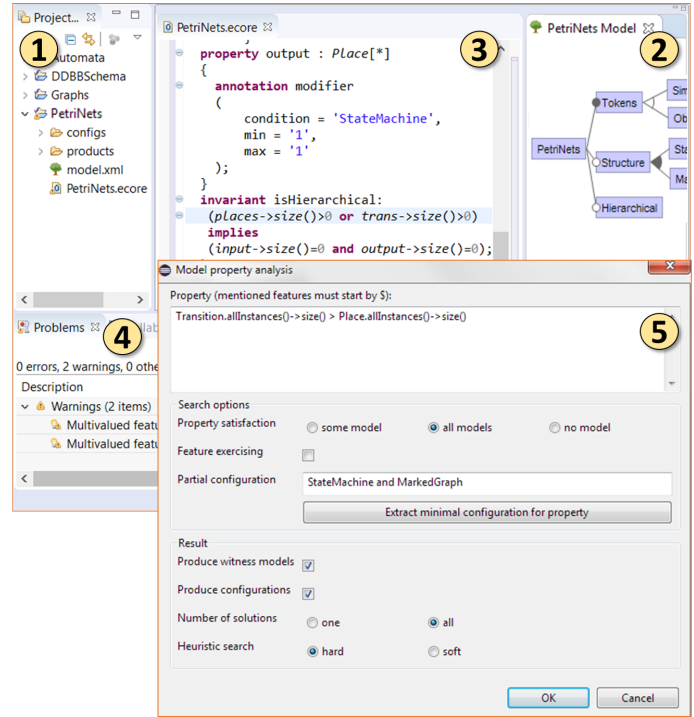 Project...
1
Automata
DDBBSchema
Graphs
PetriNets
configs
products
model.xml
PetriNets.ecore
PetriNets.ecore
3
}
property output : Place[*]
{
annotation modifier
(
condition = 'StateMachine',
min = '1',
max = '1'
);
}
invariant isHierarchical:
(places->size()>0 or trans->size()>0)
implies
(input->size()=0 and output->size()=0);
PetriNets Model
2
PetriNets
Tokens
Structure
Hierarchical
Sim
Ob
Sta
Ma
Problems
4
0 errors, 2 warnings, 0 othe
Description
Warnings (2 items)
Multivalued featu
Multivalued featu
Model property analysis
Property (mentioned features must start by $):
Transition.allInstances()->size() > Place.allInstances()->size()
5
Search options
Property satisfaction some model all models no model
Feature exercising
Partial configuration StateMachine and MarkedGraph
Extract minimal configuration for property
Result
Produce witness models
Produce configurations
Number of solutions one all
Heuristic search hard soft
OK Cancel